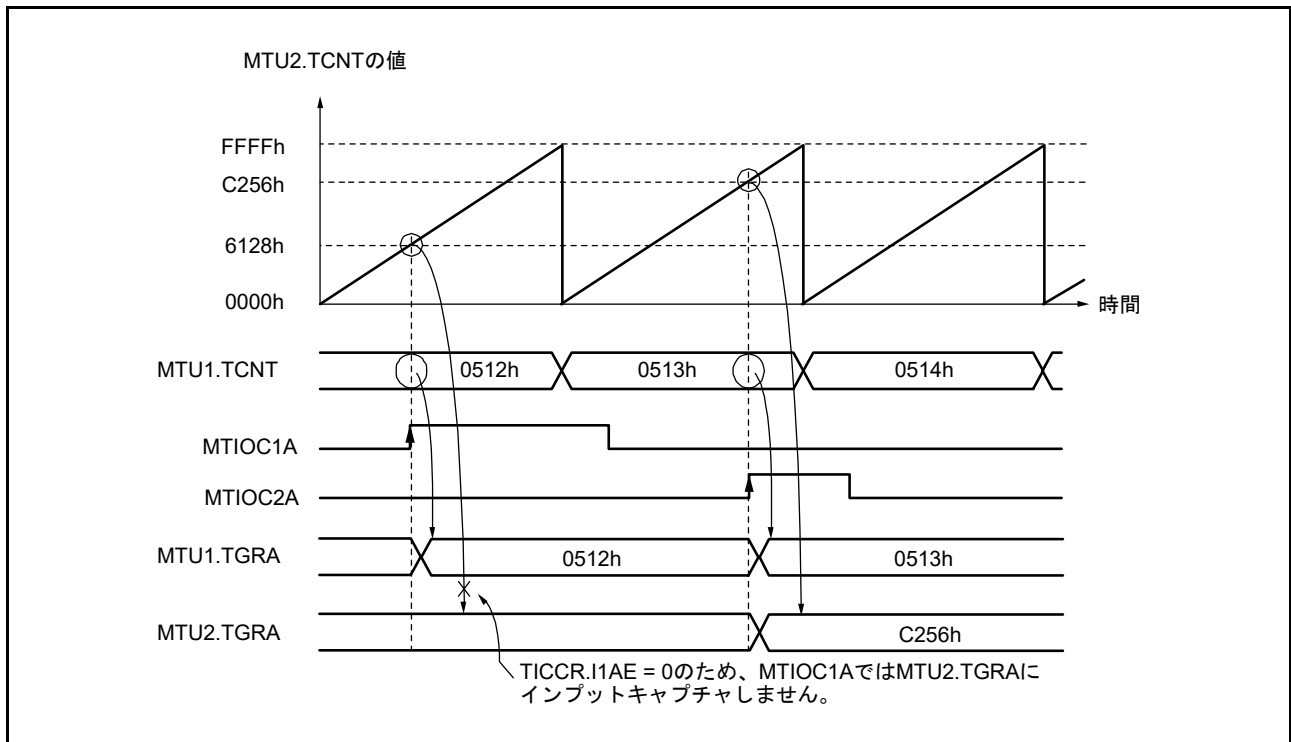 MTU2.TCNTの値
FFFFh
C256h
6128h
0000h
時間
MTU1.TCNT
0512h
0513h
0514h
MTIOC1A
MTIOC2A
MTU1.TGRA
0512h
0513h
MTU2.TGRA
C256h
TICCR.I1AE = 0のため、MTIOC1AではMTU2.TGRAに
インプットキャプチャしません。